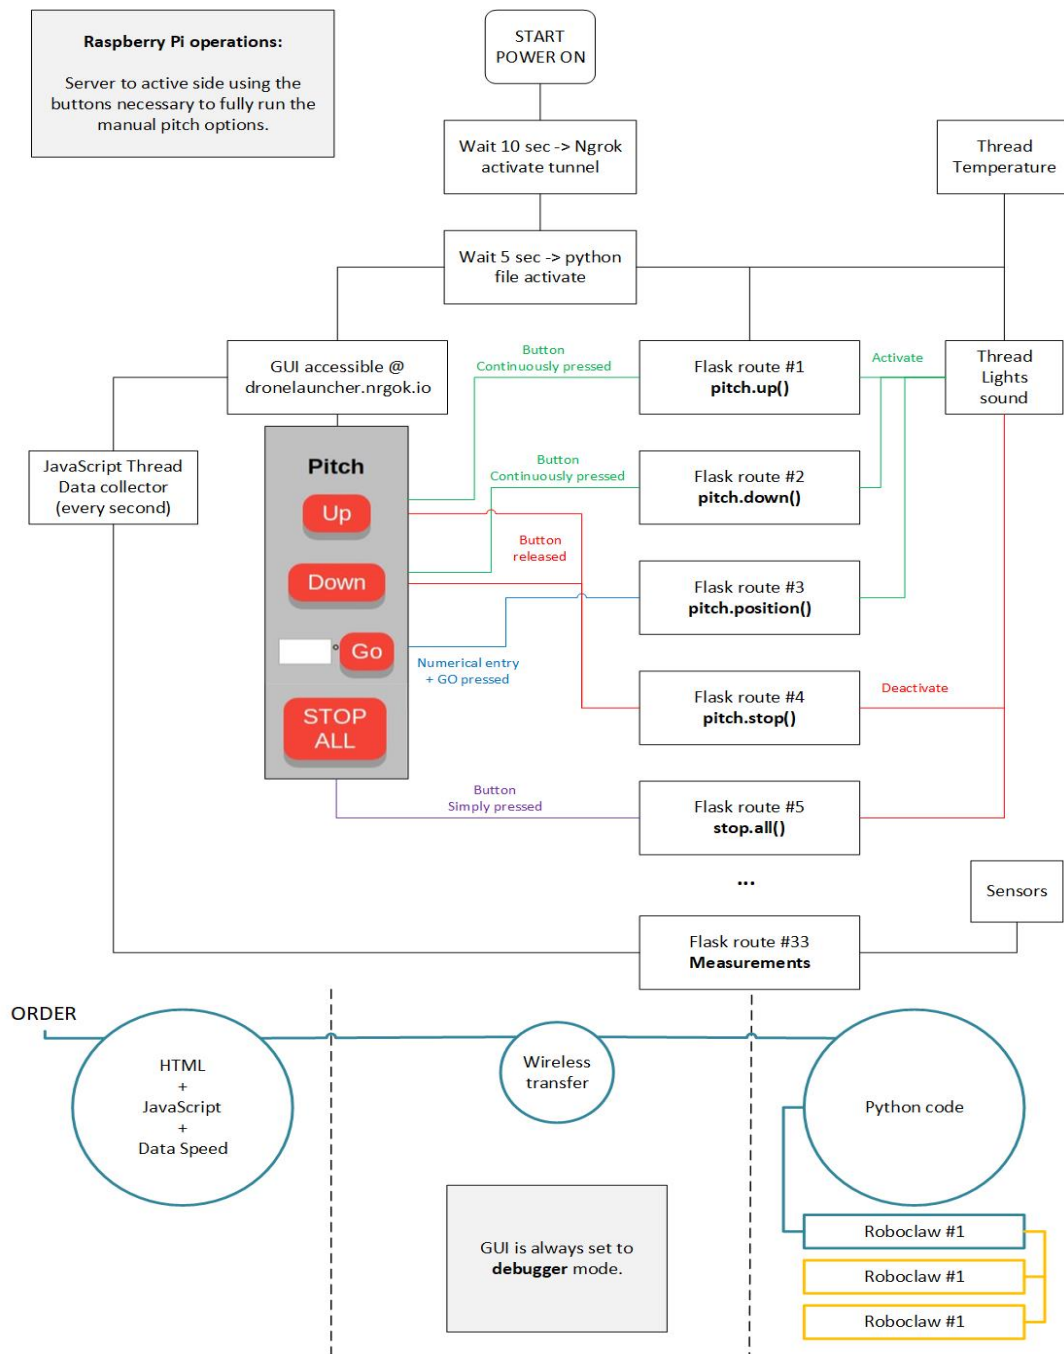 Raspberry Pi operations:
Server to active side using the
buttons necessary to fully run the
manual pitch options.
START
POWER ON
Wait 10 sec -> Ngrok
activate tunnel
Thread
Temperature
Wait 5 sec -> python
file activate
GUI accessible @
dronelauncher.nrgok.io
Button
Continuously pressed
Flask route #1
pitch.up()
Activate
Thread
Lights
sound
JavaScript Thread
Data collector
(every second)
Pitch
Up
Down
° Go
STOP
ALL
Button
Continuously pressed
Flask route #2
pitch.down()
Button
released
Flask route #3
pitch.position()
Numerical entry
+ GO pressed
Flask route #4
pitch.stop()
Deactivate
Button
Simply pressed
Flask route #5
stop.all()
...
Sensors
Flask route #33
Measurements
ORDER
HTML
+
JavaScript
+
Data Speed
Wireless
transfer
Python code
GUI is always set to
debugger mode.
Roboclaw #1
Roboclaw #1
Roboclaw #1